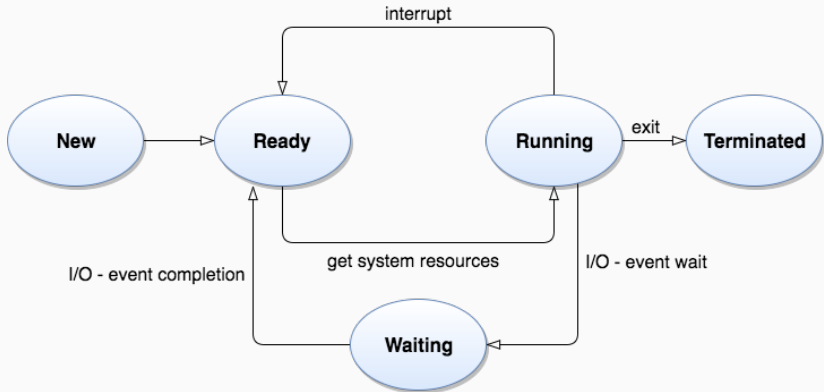 interrupt
New
Ready
Running
exit
Terminated
get system resources
I/O - event wait
I/O - event completion
Waiting